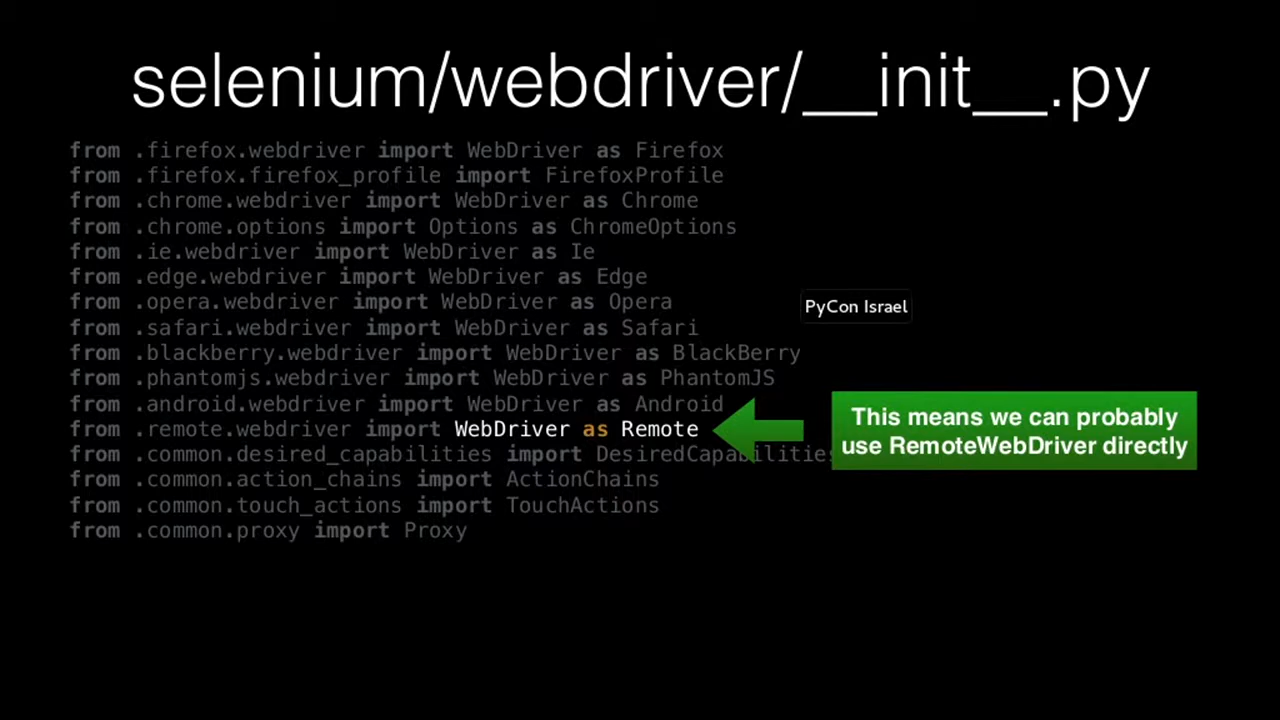 selenium/webdriver/__init__.py
from .firefox.webdriver import WebDriver as Firefox
from .firefox.firefox_profile import FirefoxProfile
from .chrome.webdriver import WebDriver as Chrome
from .chrome.options import Options as ChromeOptions
from .ie.webdriver import WebDriver as Ie
from .edge.webdriver import WebDriver as Edge
from .opera.webdriver import WebDriver as Opera
from .safari.webdriver import WebDriver as Safari
from .blackberry.webdriver import WebDriver as BlackBerry
from .phantomjs.webdriver import WebDriver as PhantomJS
from .android.webdriver import WebDriver as Android
from .remote.webdriver import WebDriver as Remote
from .common.desired_capabilities import DesiredCapabilities
from .common.action_chains import ActionChains
from .common.touch_actions import TouchActions
from .common.proxy import Proxy
PyCon Israel
This means we can probably
use RemoteWebDriver directly